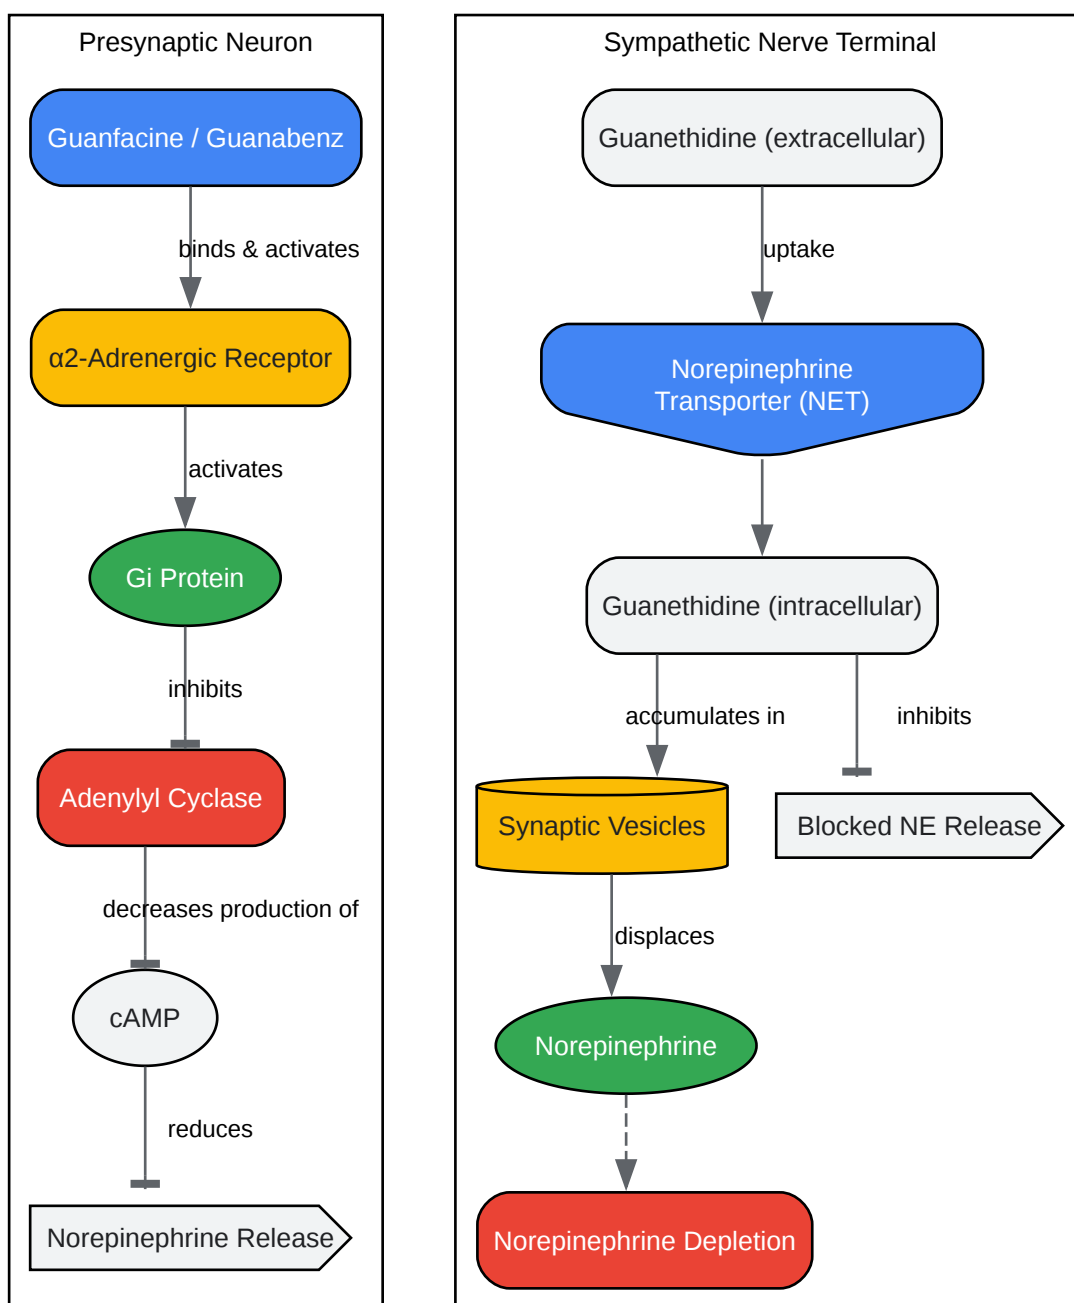 Presynaptic Neuron
Guanfacine / Guanabenz
binds & activates
α2-Adrenergic Receptor
activates
Gi Protein
inhibits
Adenylyl Cyclase
decreases production of
cAMP
reduces
Norepinephrine Release
Sympathetic Nerve Terminal
Guanethidine (extracellular)
uptake
Norepinephrine
Transporter (NET)
Guanethidine (intracellular)
accumulates in
inhibits
Synaptic Vesicles
Blocked NE Release
displaces
Norepinephrine
Norepinephrine Depletion